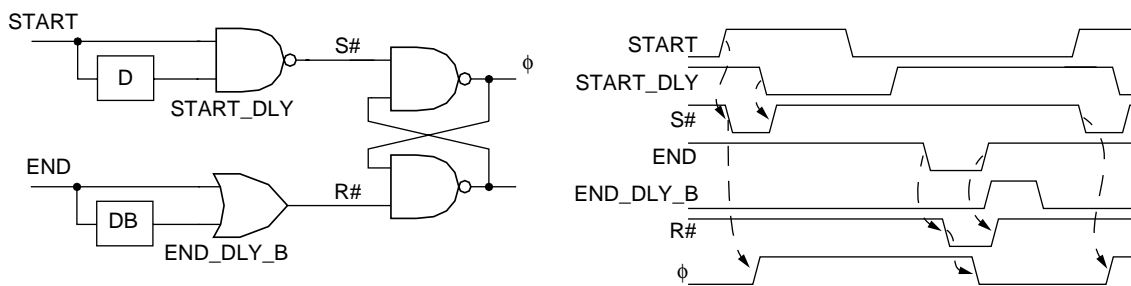 START
D
START_DLY
S#
ϕ
END
DB
END_DLY_B
R#
START
START_DLY
S#
END
END_DLY_B
R#
ϕ